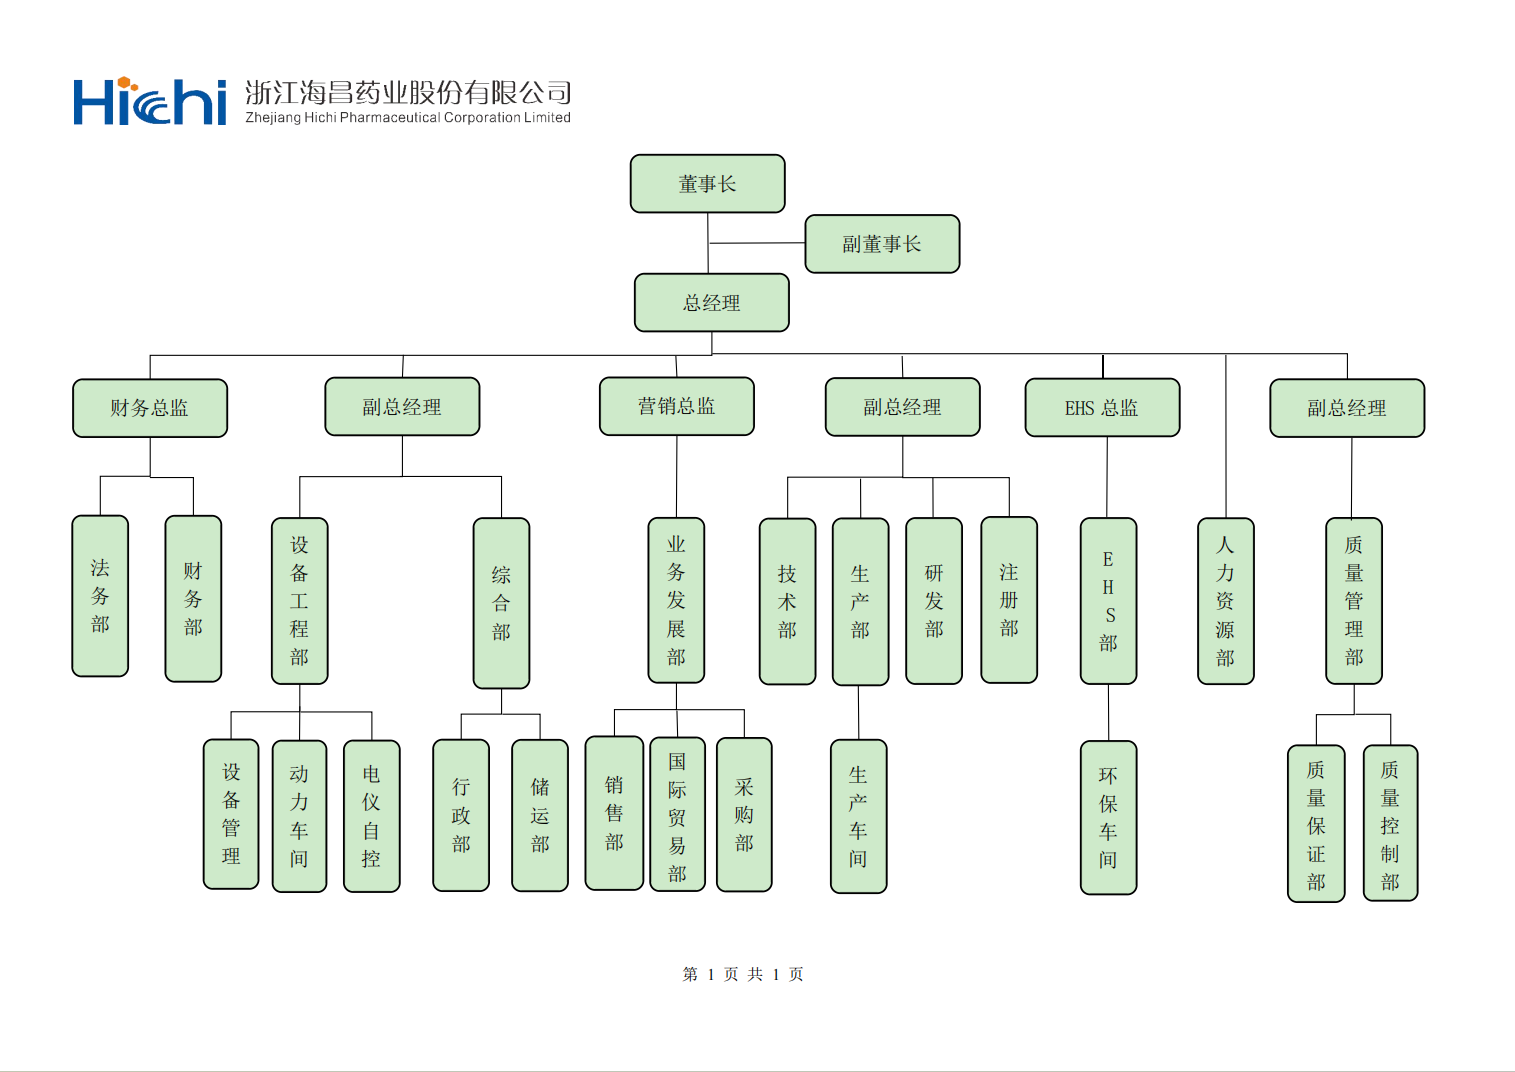 Hichi
浙江海昌药业股份有限公司
Zhejiang Hichi Pharmaceutical Corporation Limited
董事长
副董事长
总经理
财务总监
副总经理
营销总监
副总经理
EHS 总监
副总经理
法务部
财务部
设备工程部
综合部
业务发展部
技术部
生产部
研发部
注册部
EHS部
人力资源部
质量管理部
设备管理
动力车间
电仪自控
行政部
储运部
销售部
国际贸易部
采购部
生产车间
环保车间
质量保证部
质量控制部
第 1 页 共 1 页